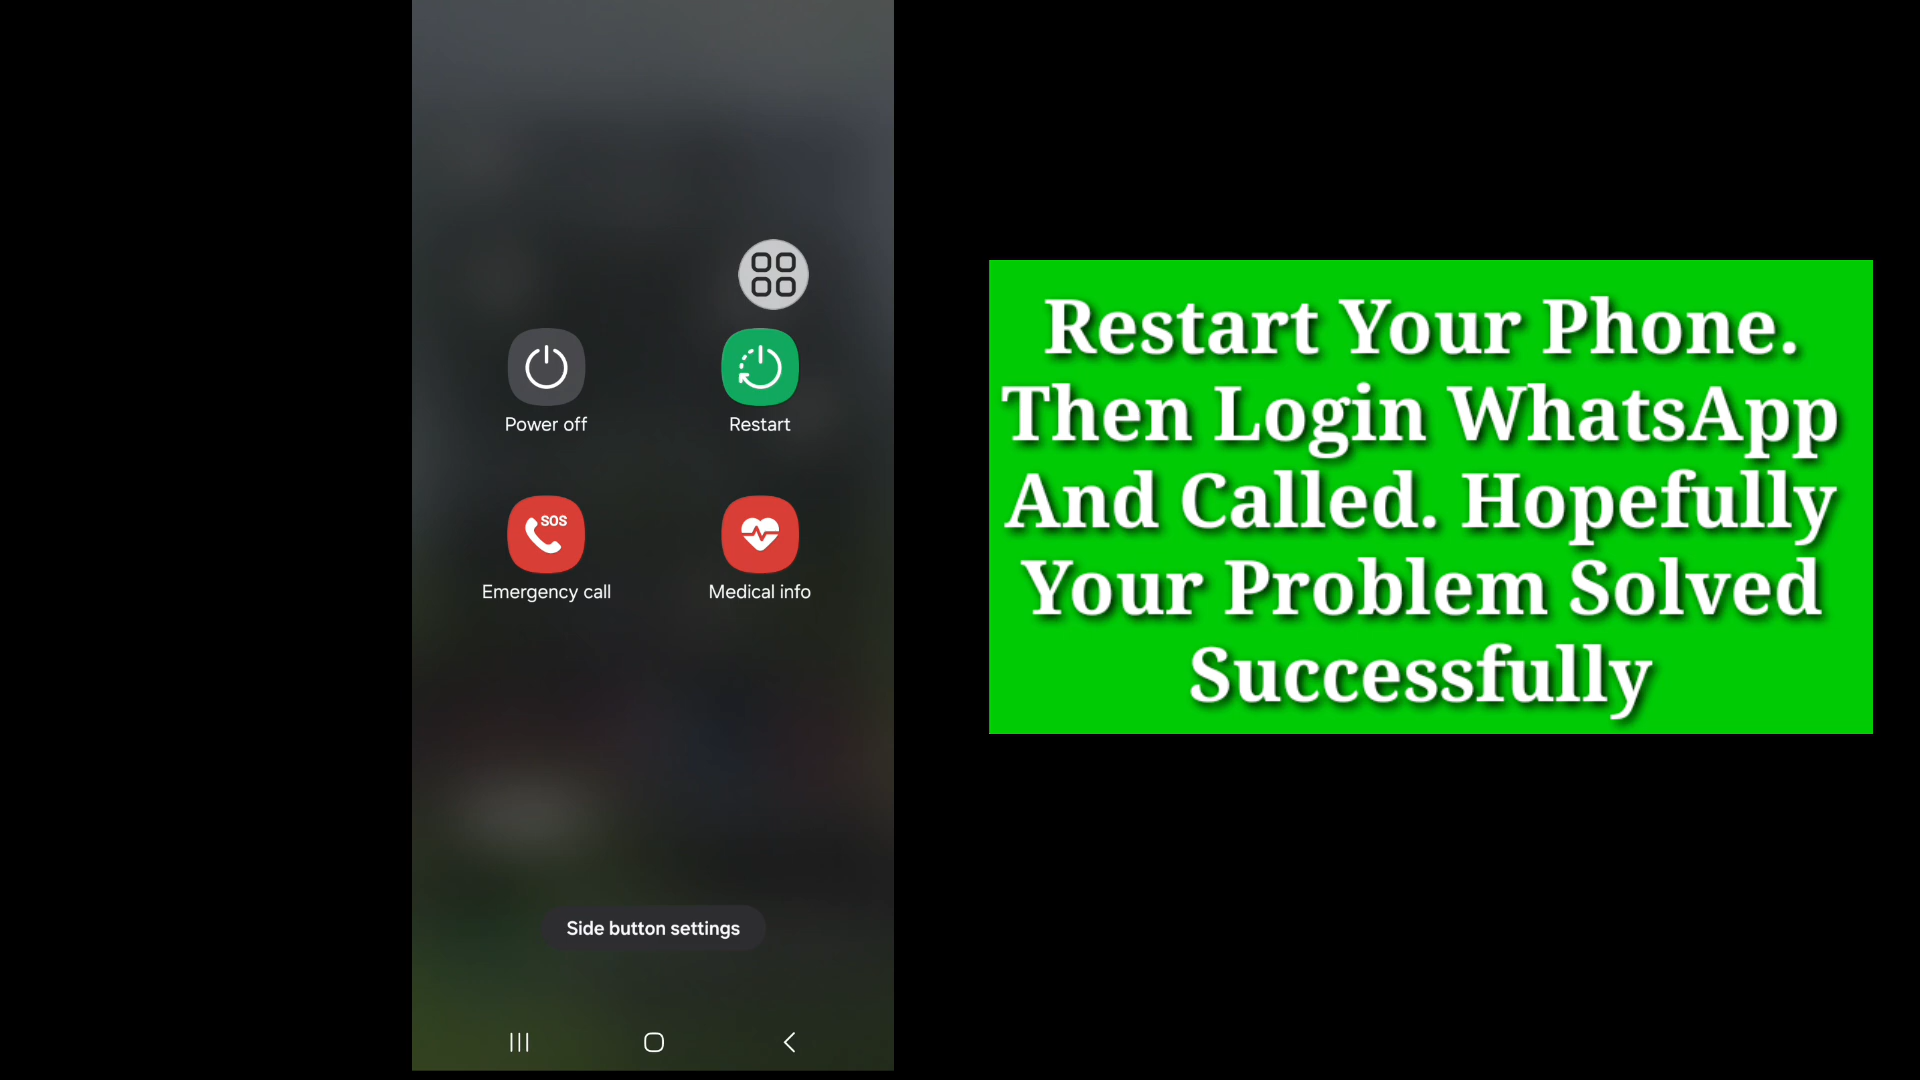 Power off
Restart
SOS
Emergency call
Medical info
Side button settings
Restart Your Phone.
Then Login WhatsApp
And Called. Hopefully
Your Problem Solved
Successfully